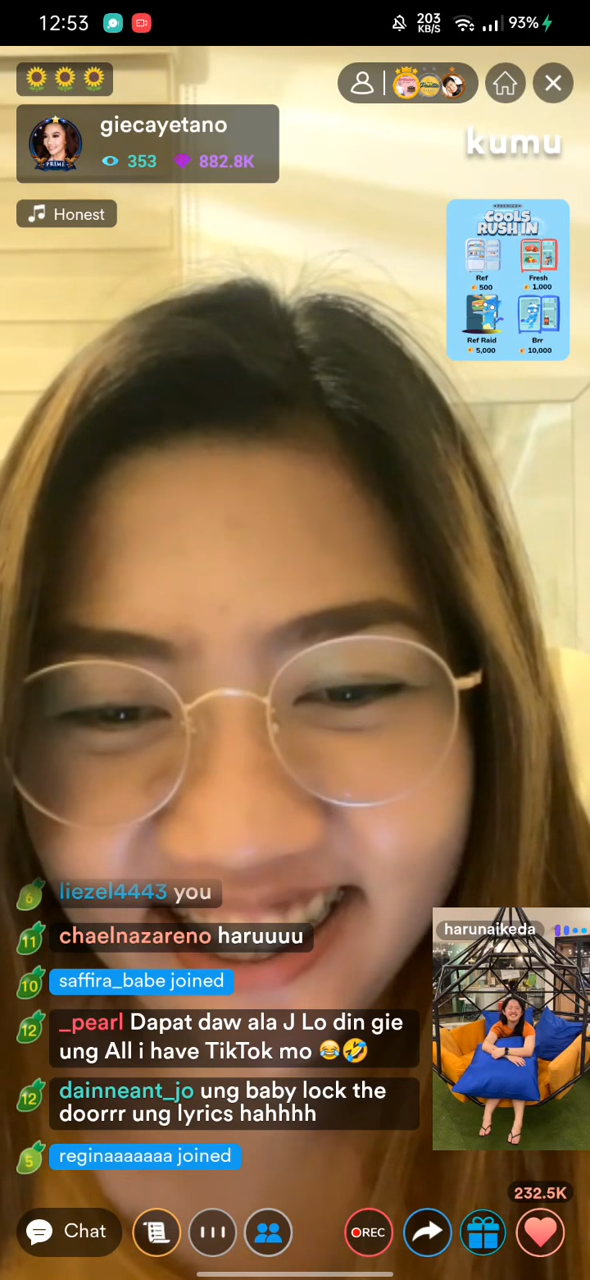 12:53
203
KB/S
93%
giecayetano
PRIME
353
882.8K
kumu
Honest
COOLS
RUSH IN
Ref
Fresh
500
1,000
Ref Raid
Brr
5,000
10,000
6
liezel4443 you
11
chaelnazareno haruuuu
10
saffira_babe joined
12
_pearl Dapat daw ala J Lo din gie
ung All i have TikTok mo 😂🤣
12
dainneant_jo ung baby lock the
doorrr ung lyrics hahhhh
5
reginaaaaaaa joined
harunaikeda
232.5K
Chat
REC